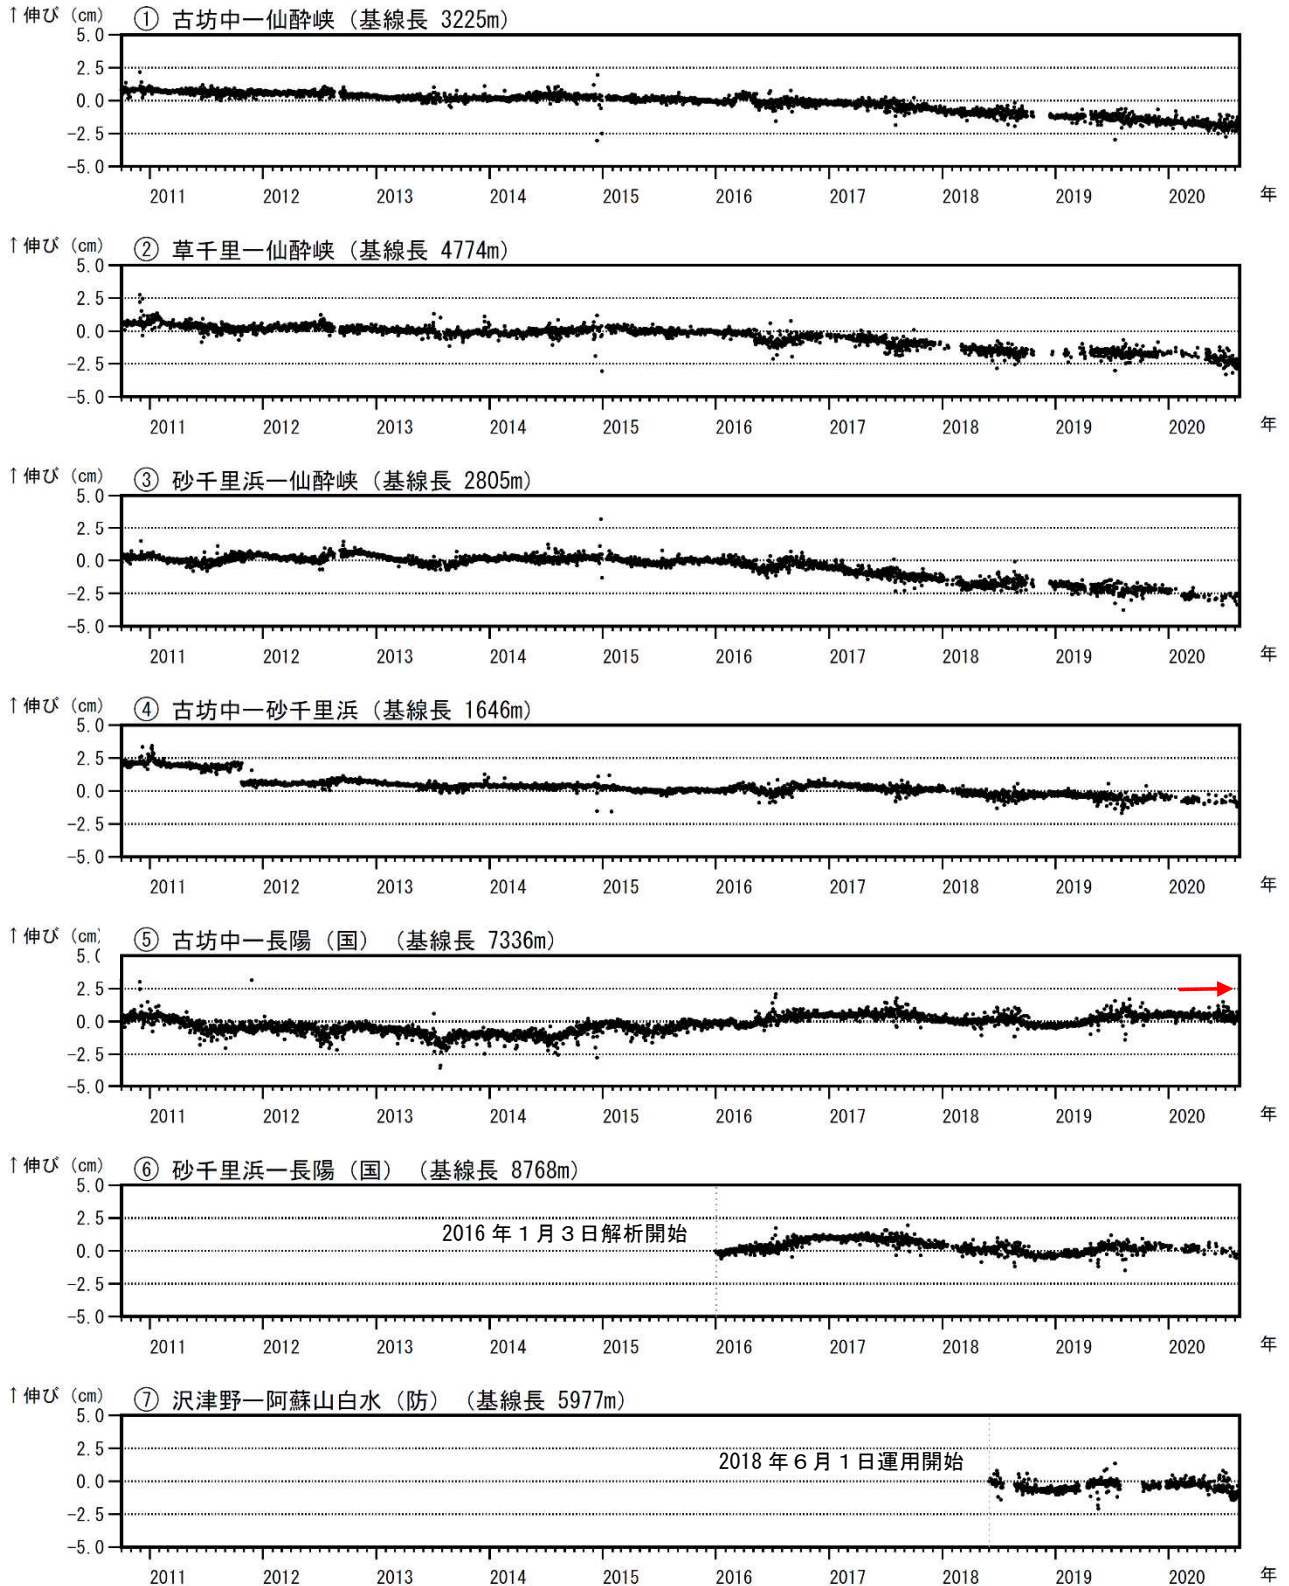 ↑伸び (cm) ① 古坊中ー仙酔峡 (基線長 3225m)
5.0
2.5
0.0
-2.5
-5.0
2011 2012 2013 2014 2015 2016 2017 2018 2019 2020 年
↑伸び (cm) ② 草千里ー仙酔峡 (基線長 4774m)
5.0
2.5
0.0
-2.5
-5.0
2011 2012 2013 2014 2015 2016 2017 2018 2019 2020 年
↑伸び (cm) ③ 砂千里浜ー仙酔峡 (基線長 2805m)
5.0
2.5
0.0
-2.5
-5.0
2011 2012 2013 2014 2015 2016 2017 2018 2019 2020 年
↑伸び (cm) ④ 古坊中ー砂千里浜 (基線長 1646m)
5.0
2.5
0.0
-2.5
-5.0
2011 2012 2013 2014 2015 2016 2017 2018 2019 2020 年
↑伸び (cm) ⑤ 古坊中ー長陽（国） (基線長 7336m)
5.0
2.5
0.0
-2.5
-5.0
2011 2012 2013 2014 2015 2016 2017 2018 2019 2020 年
↑伸び (cm) ⑥ 砂千里浜ー長陽（国） (基線長 8768m)
5.0
2.5
2016年1月3日解析開始
0.0
-2.5
-5.0
2011 2012 2013 2014 2015 2016 2017 2018 2019 2020 年
↑伸び (cm) ⑦ 沢津野ー阿蘇山白水（防） (基線長 5977m)
5.0
2.5
2018年6月1日運用開始
0.0
-2.5
-5.0
2011 2012 2013 2014 2015 2016 2017 2018 2019 2020 年